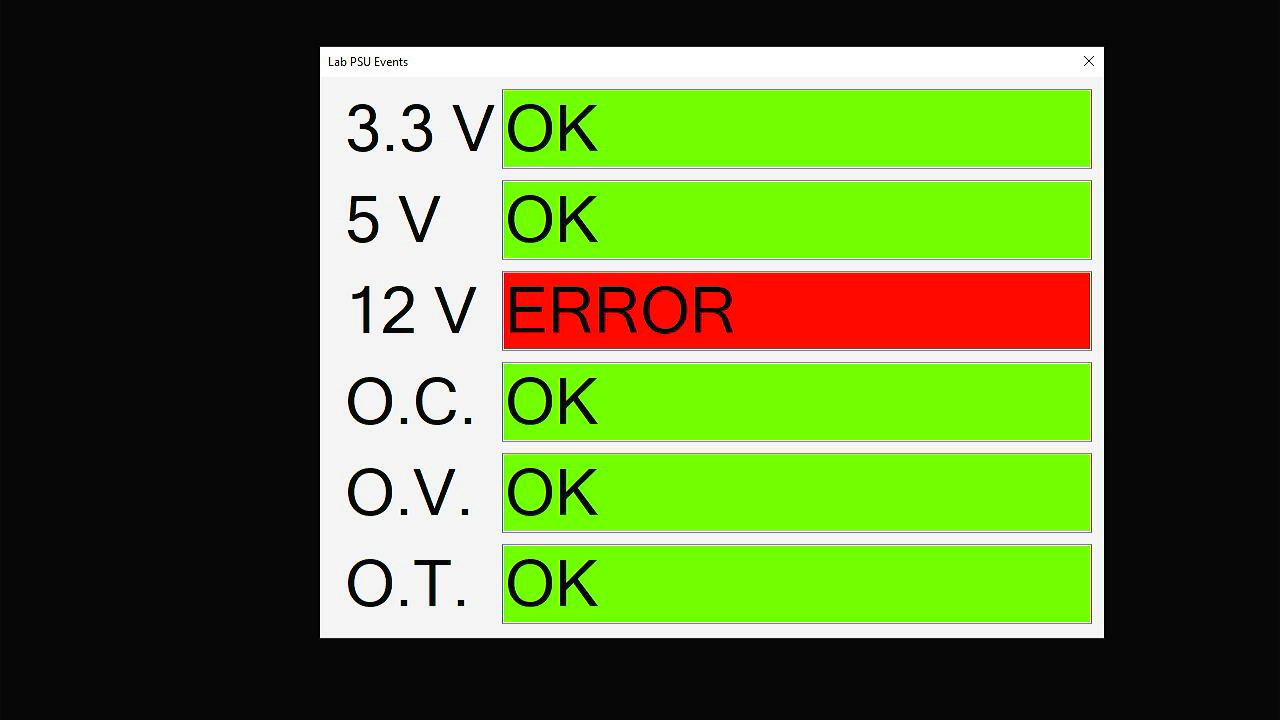 Lab PSU Events
3.3 V OK
5 V OK
12 V ERROR
O.C. OK
O.V. OK
O.T. OK